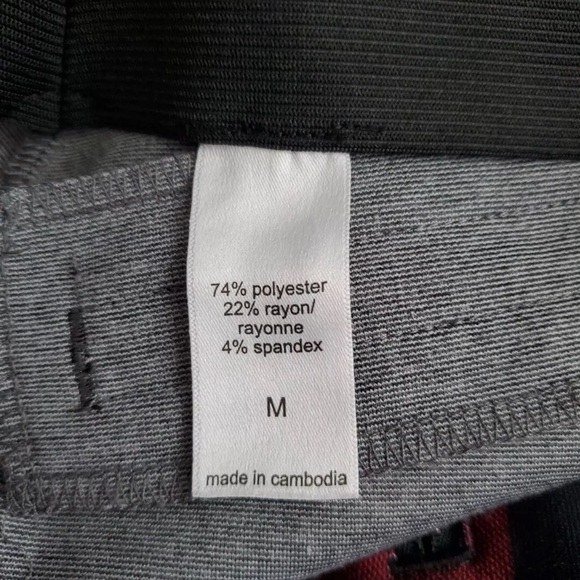 74% polyester
22% rayon/
rayonne
4% spandex
M
made in cambodia